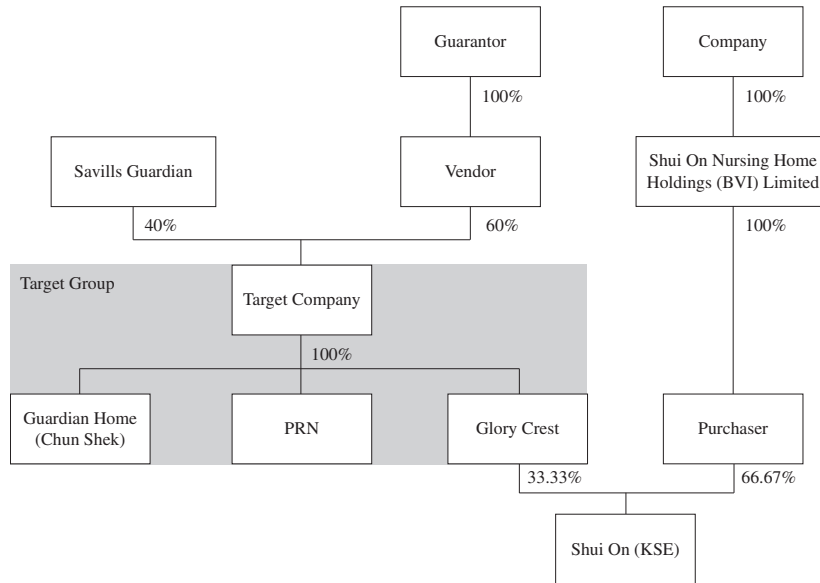 Guarantor
Company
100%
100%
Savills Guardian
Vendor
Shui On Nursing Home
Holdings (BVI) Limited
40%
60%
100%
Target Group
Target Company
100%
Guardian Home
(Chun Shek)
PRN
Glory Crest
Purchaser
33.33%
66.67%
Shui On (KSE)